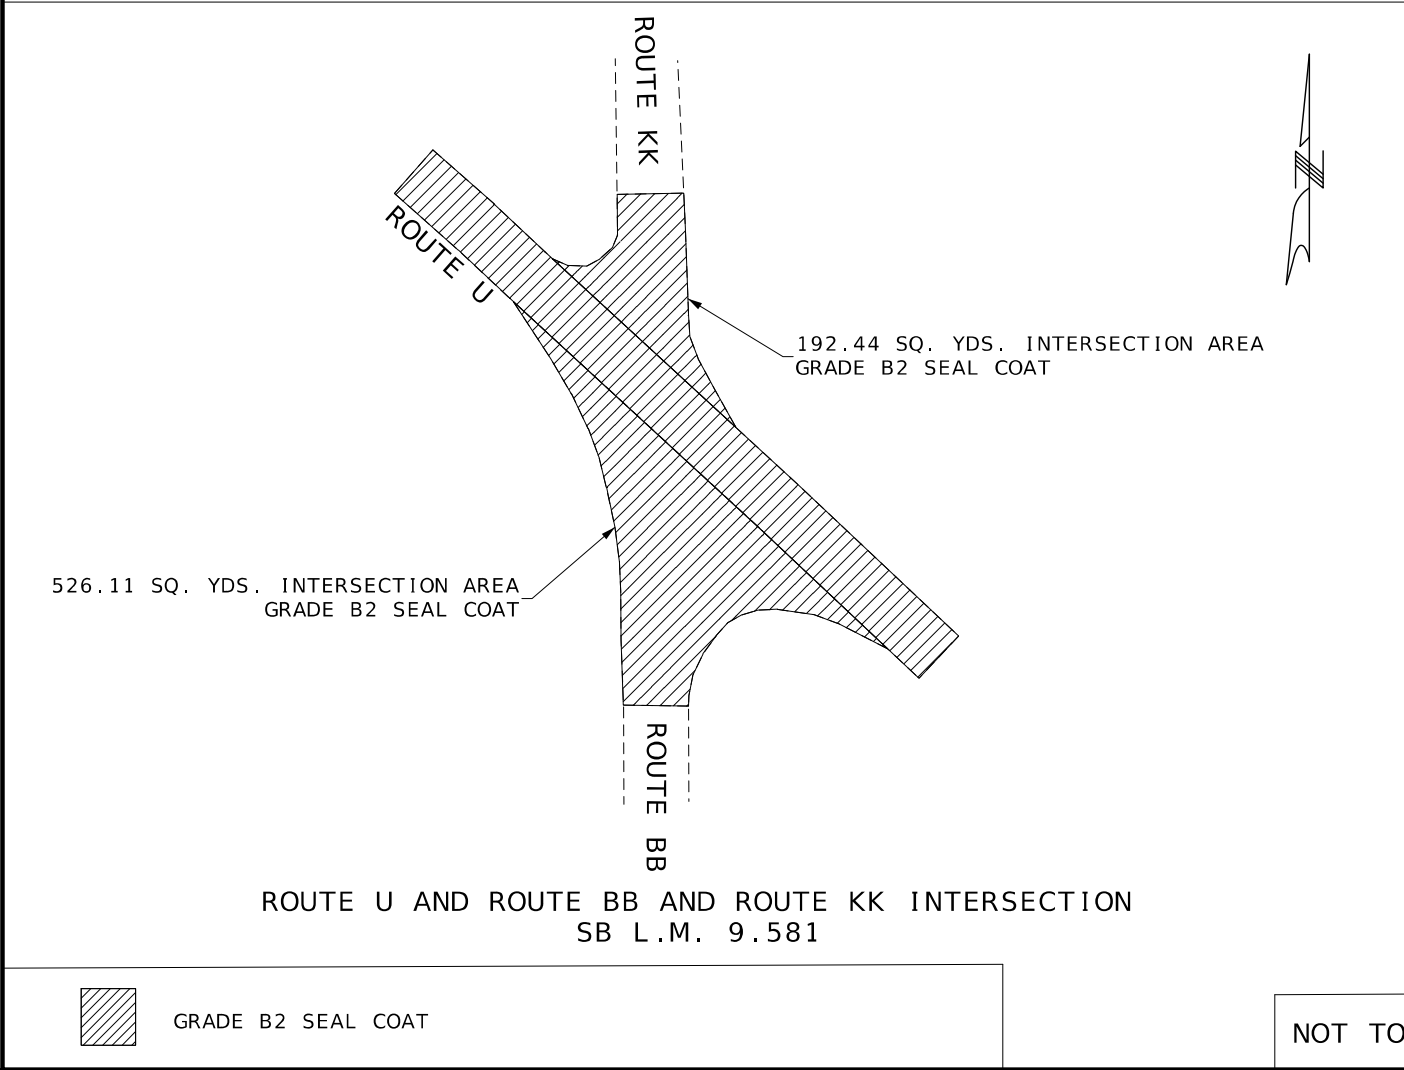 ROUTE KK
ROUTE U
192.44 SQ. YDS. INTERSECTION AREA
GRADE B2 SEAL COAT
526.11 SQ. YDS. INTERSECTION AREA
GRADE B2 SEAL COAT
ROUTE BB
ROUTE U AND ROUTE BB AND ROUTE KK INTERSECTION
SB L.M. 9.581
GRADE B2 SEAL COAT
NOT TO